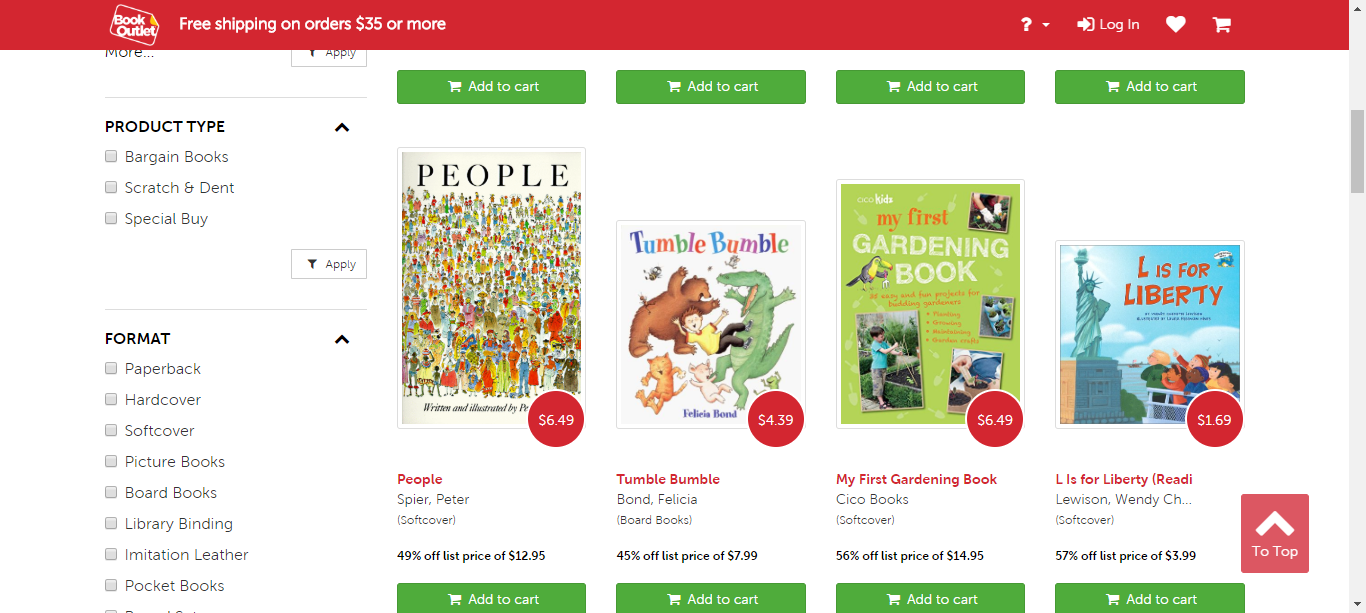 Book Outlet
Free shipping on orders $35 or more
?
Log In
More...
Apply
Add to cart
Add to cart
Add to cart
Add to cart
PRODUCT TYPE
Bargain Books
Scratch & Dent
Special Buy
Apply
FORMAT
Paperback
Hardcover
Softcover
Picture Books
Board Books
Library Binding
Imitation Leather
Pocket Books
PEOPLE
Written and illustrated by Pe
$6.49
Tumble Bumble
Felicia Bond
$4.39
cico kids
my first
GARDENING
BOOK
35 easy and fun projects for
budding gardeners
• Planting
• Growing
• Maintaining
• Garden crafts
$6.49
L IS FOR
LIBERTY
$1.69
People
Spier, Peter
(Softcover)
49% off list price of $12.95
Add to cart
Tumble Bumble
Bond, Felicia
(Board Books)
45% off list price of $7.99
Add to cart
My First Gardening Book
Cico Books
(Softcover)
56% off list price of $14.95
Add to cart
L Is for Liberty (Readi
Lewison, Wendy Ch...
(Softcover)
57% off list price of $3.99
Add to cart
To Top